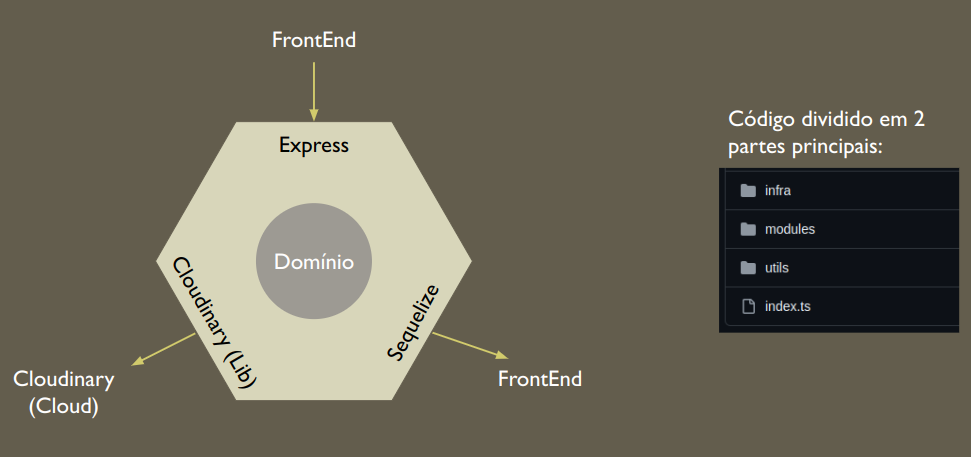 FrontEnd
Express
Domínio
Cloudinary (Lib)
Sequelize
Cloudinary
(Cloud)
FrontEnd
Código dividido em 2
partes principais:
infra
modules
utils
index.ts